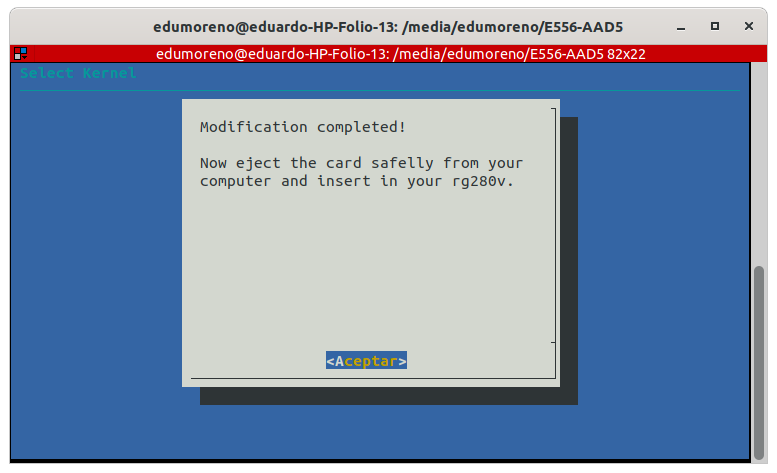 edumoreno@eduardo-HP-Folio-13: /media/edumoreno/E556-AAD5
edumoreno@eduardo-HP-Folio-13: /media/edumoreno/E556-AAD5 82x22
Select Kernel
Modification completed!
Now eject the card safelly from your
computer and insert in your rg280v.
<Aceptar>